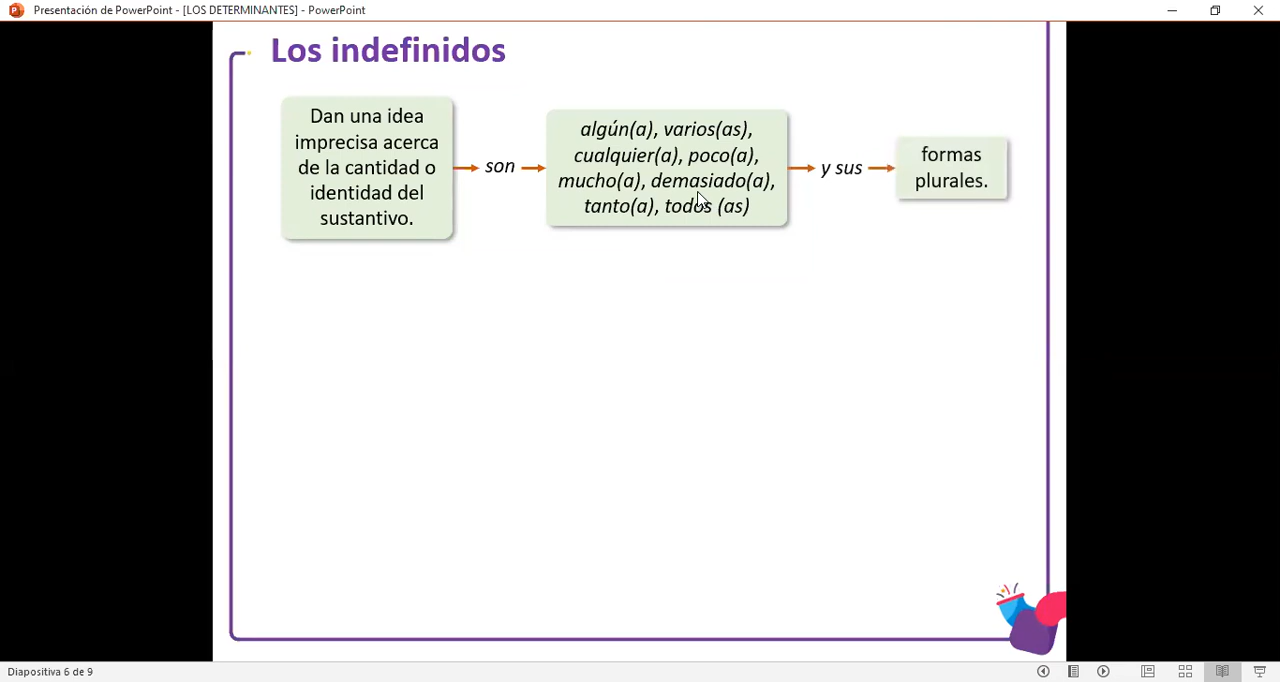 Presentación de PowerPoint - [LOS DETERMINANTES] - PowerPoint
Los indefinidos
Dan una idea
imprecisa acerca
de la cantidad o
identidad del
sustantivo.
son
algún(a), varios(as),
cualquier(a), poco(a),
mucho(a), demasiado(a),
tanto(a), todos (as)
y sus
formas
plurales.
Diapositiva 6 de 9